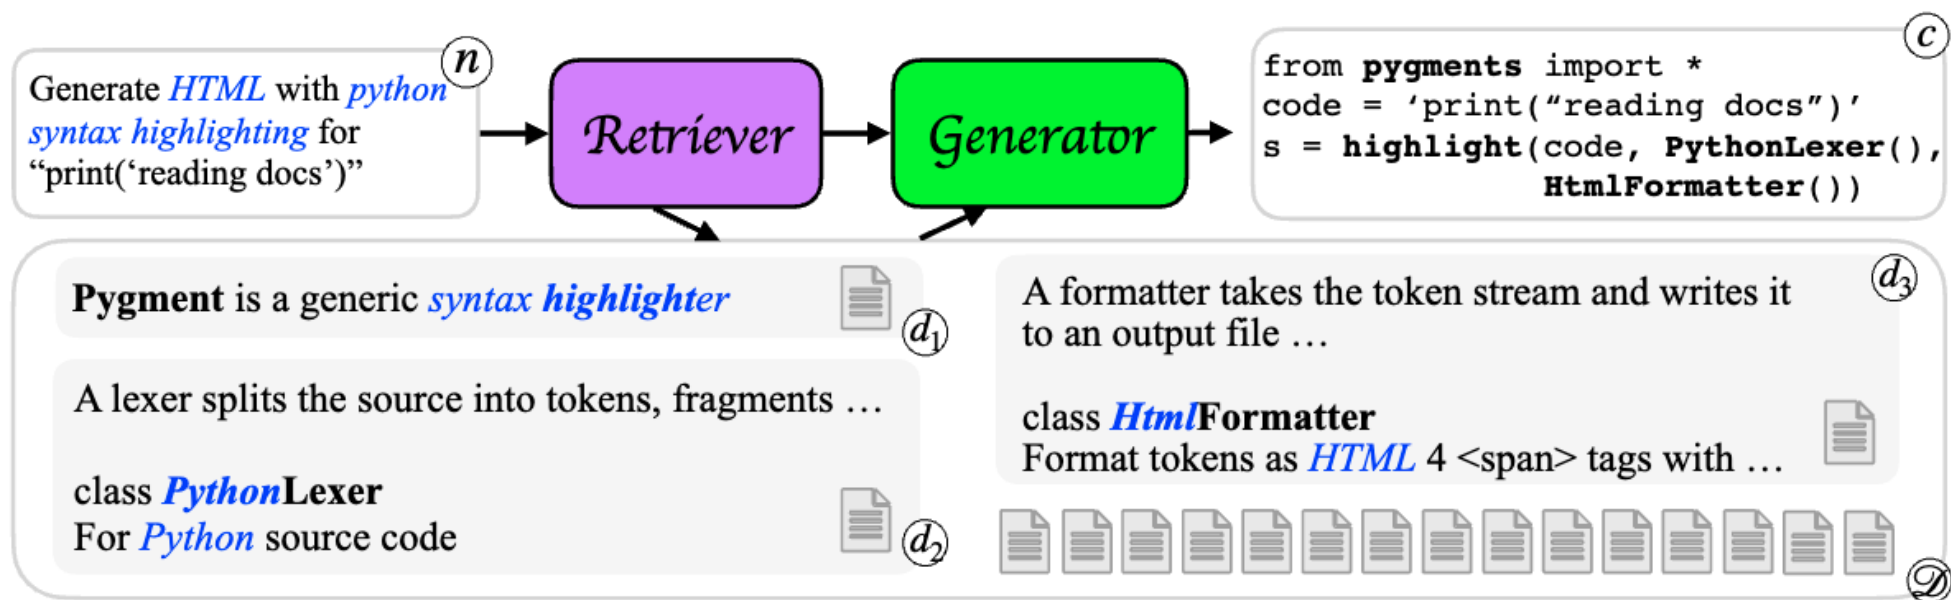 n
Generate HTML with python
syntax highlighting for
“print(‘reading docs’)”
Retriever
Generator
c
from pygments import *
code = ‘print(“reading docs”)’
s = highlight(code, PythonLexer(),
HtmlFormatter())
Pygment is a generic syntax highlighter
d1
A lexer splits the source into tokens, fragments …
class PythonLexer
For Python source code
d2
A formatter takes the token stream and writes it
to an output file …
d3
class HtmlFormatter
Format tokens as HTML 4 <span> tags with …
𝒟